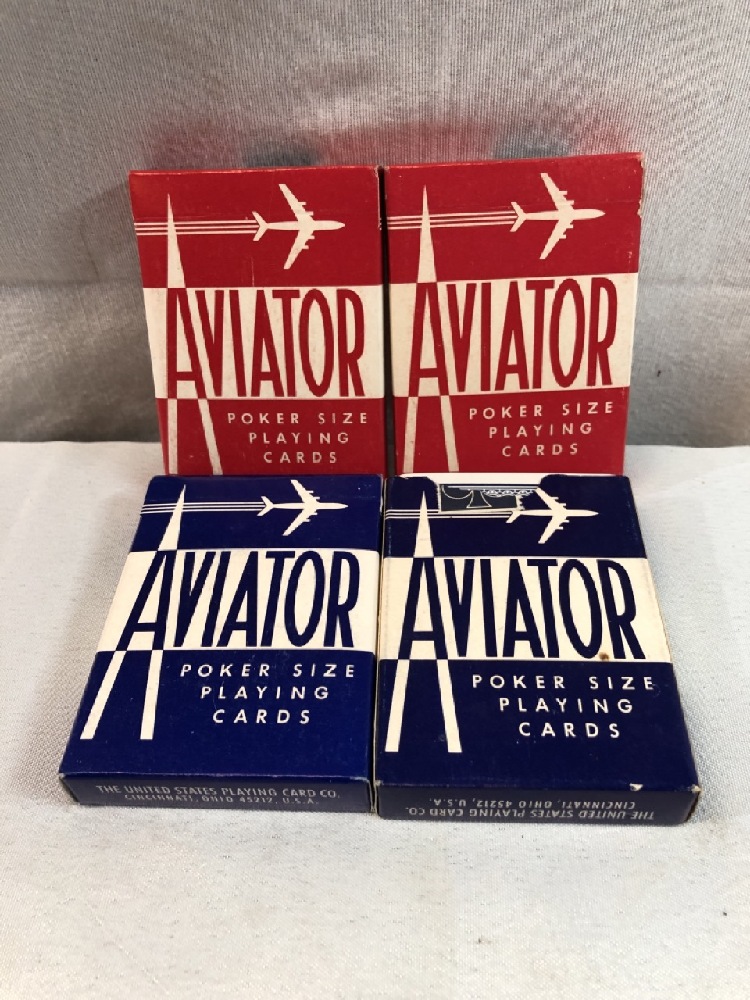 AVIATOR
POKER SIZE
PLAYING
CARDS
AVIATOR
POKER SIZE
PLAYING
CARDS
AVIATOR
POKER SIZE
PLAYING
CARDS
THE UNITED STATES PLAYING CARD CO.
CINCINNATI, OHIO 45212, U.S.A.
AVIATOR
POKER SIZE
PLAYING
CARDS
THE UNITED STATES PLAYING CARD CO.
CINCINNATI, OHIO 45212, U.S.A.